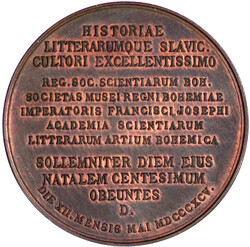 HISTORIAE
LITTERARUMQUE SLAVIC.
CULTORI EXCELLENTISSIMO
REG. SOC. SCIENTIARUM BOH.
SOCIETAS MUSEI REGNI BOHEMIAE
IMPERATORIS FRANCISCI JOSEPHI
ACADEMIA SCIENTIARUM
LITTERARUM ARTIUM BOHEMICA
SOLLEMNITER DIEM EJUS
NATALEM CENTESIMUM
OBEUNTES
D.
DIE XII. MENSIS MAI MDCCCXCV.